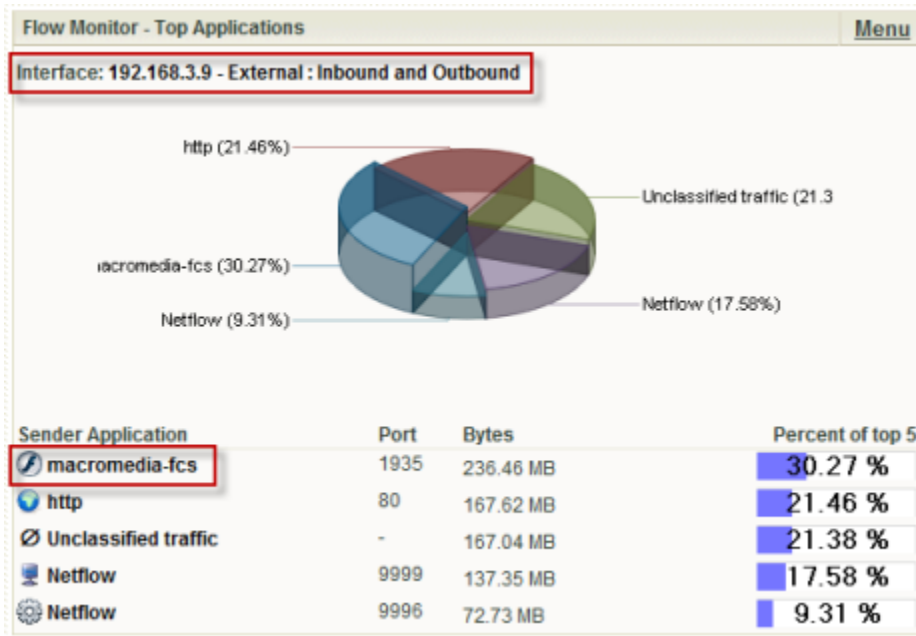 Flow Monitor - Top Applications Menu
Interface: 192.168.3.9 - External : Inbound and Outbound
http (21.46%)
Unclassified traffic (21.3
acromedia-fcs (30.27%)
Netflow (17.58%)
Netflow (9.31%)
Sender Application Port Bytes Percent of top 5
macromedia-fcs 1935 236.46 MB 30.27 %
http 80 167.62 MB 21.46 %
Unclassified traffic - 167.04 MB 21.38 %
Netflow 9999 137.35 MB 17.58 %
Netflow 9996 72.73 MB 9.31 %